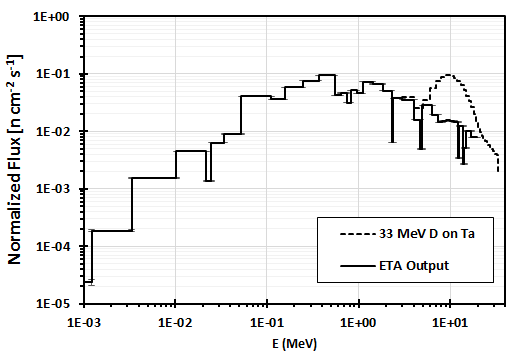 1E+00
1E-01
1E-02
1E-03
1E-04
1E-05
Normalized Flux [n cm⁻² s⁻¹]
33 MeV D on Ta
ETA Output
1E-03 1E-02 1E-01 1E+00 1E+01
E (MeV)